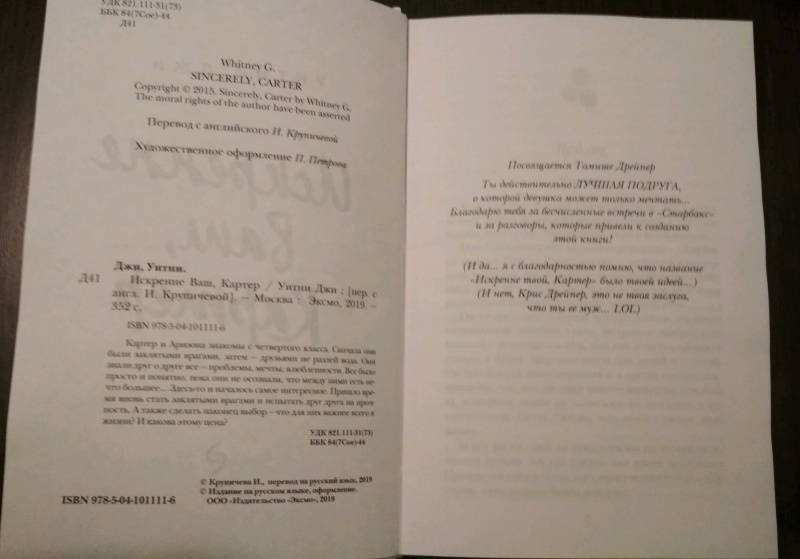 УДК 821.111-31(73)
ББК 84(7Сое)-44
Д41
Whitney G.
SINCERELY, CARTER
Copyright © 2015. Sincerely, Carter by Whitney G.
The moral rights of the author have been asserted
Перевод с английского И. Крупичевой
Художественное оформление П. Петрова
Джи, Уитни.
Д41 Искренне Ваш, Картер / Уитни Джи ; [пер. с
англ. И. Крупичевой]. – Москва : Эксмо, 2019. –
352 с.
ISBN 978-5-04-101111-6
Картер и Аризона знакомы с четвертого класса. Сначала они
были заклятыми врагами, затем – друзьями не разлей вода. Они
знали друг о друге все – проблемы, мечты, влюбленности. Все было
просто и понятно, пока они не осознали, что между ними есть не-
что большее... Здесь-то и началось самое интересное. Пришло вре-
мя вновь стать заклятыми врагами и испытать друг друга на проч-
ность. А также сделать наконец выбор – что для них важнее всего в
жизни? И какова этому цена?
УДК 821.111-31(73)
ББК 84(7Сое)-44
© Крупичева И., перевод на русский язык, 2019
© Издание на русском языке, оформление.
ООО «Издательство «Эксмо», 2019
ISBN 978-5-04-101111-6
Посвящается Тамише Дрейпер
Ты действительно ЛУЧШАЯ ПОДРУГА,
о которой девушка может только мечтать...
Благодарю тебя за бесчисленные встречи в «Старбакс»
и за разговоры, которые привели к созданию
этой книги!
(И да... я с благодарностью помню, что название
«Искренне твой, Картер» было твоей идеей...)
(И нет, Крис Дрейпер, это не твоя заслуга,
что ты ее муж... LOL)